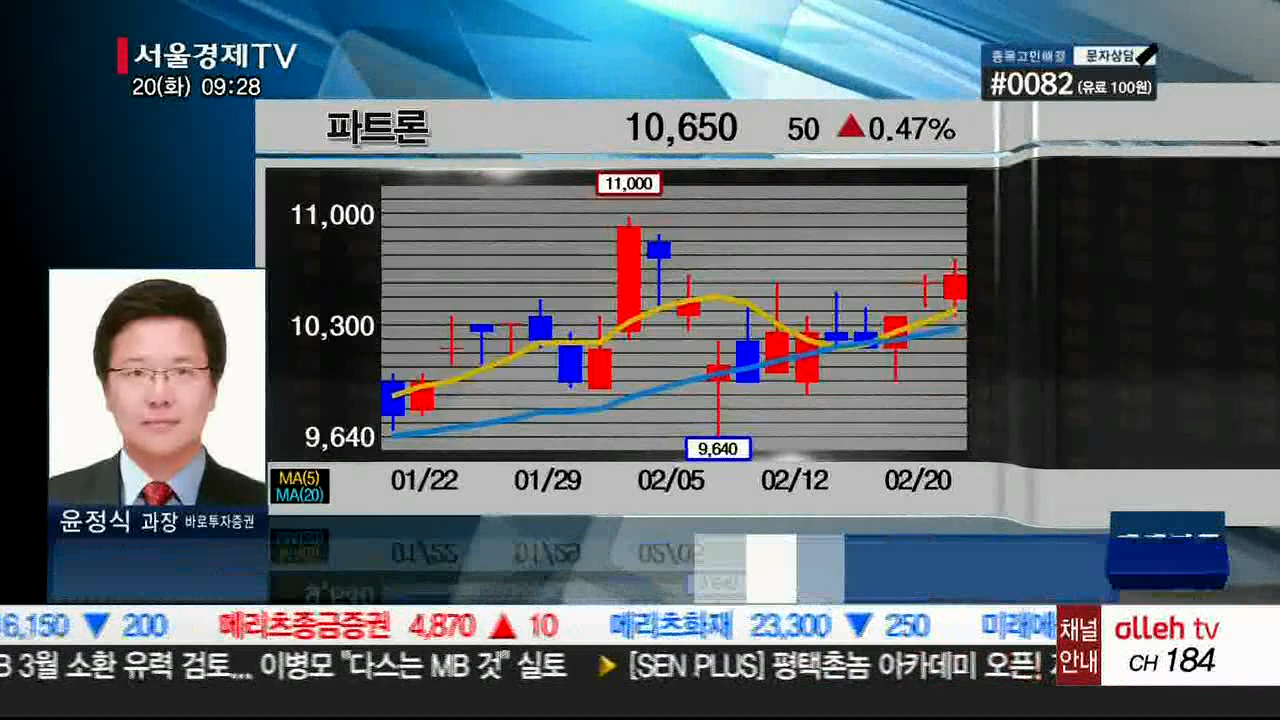 서울경제TV
20(화) 09:28
종목고민해결 문자상담
#0082 (유료 100원)
파트론 10,650 50 ▲0.47%
11,000
11,000
10,300
9,640
9,640
MA(5)
MA(20)
01/22 01/29 02/05 02/12 02/20
윤정식 과장 바로투자증권
6,150 ▼ 200 메리츠종금증권 4,870 ▲ 10 메리츠화재 23,300 ▼ 250 미래에
채널
안내
olleh tv
CH 184
B 3월 소환 유력 검토... 이병모 "다스는 MB 것" 실토 ▶ [SEN PLUS] 평택촌놈 아카데미 오픈!